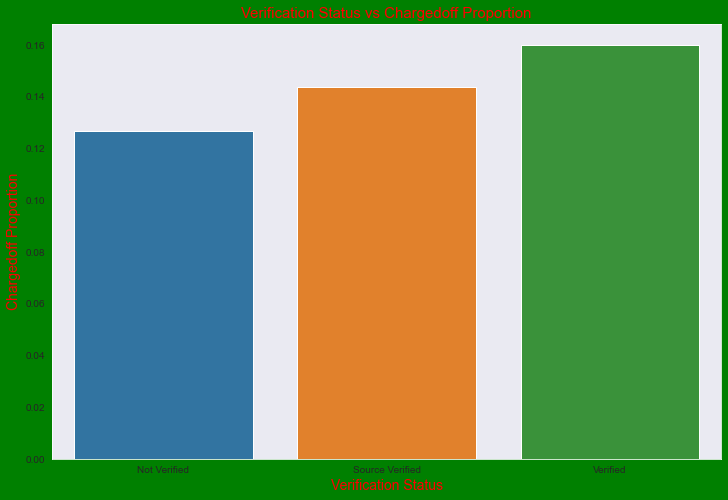 Verification Status vs Chargedoff Proportion
Chargedoff Proportion
0.16
0.14
0.12
0.10
0.08
0.06
0.04
0.02
0.00
Not Verified
Source Verified
Verified
Verification Status